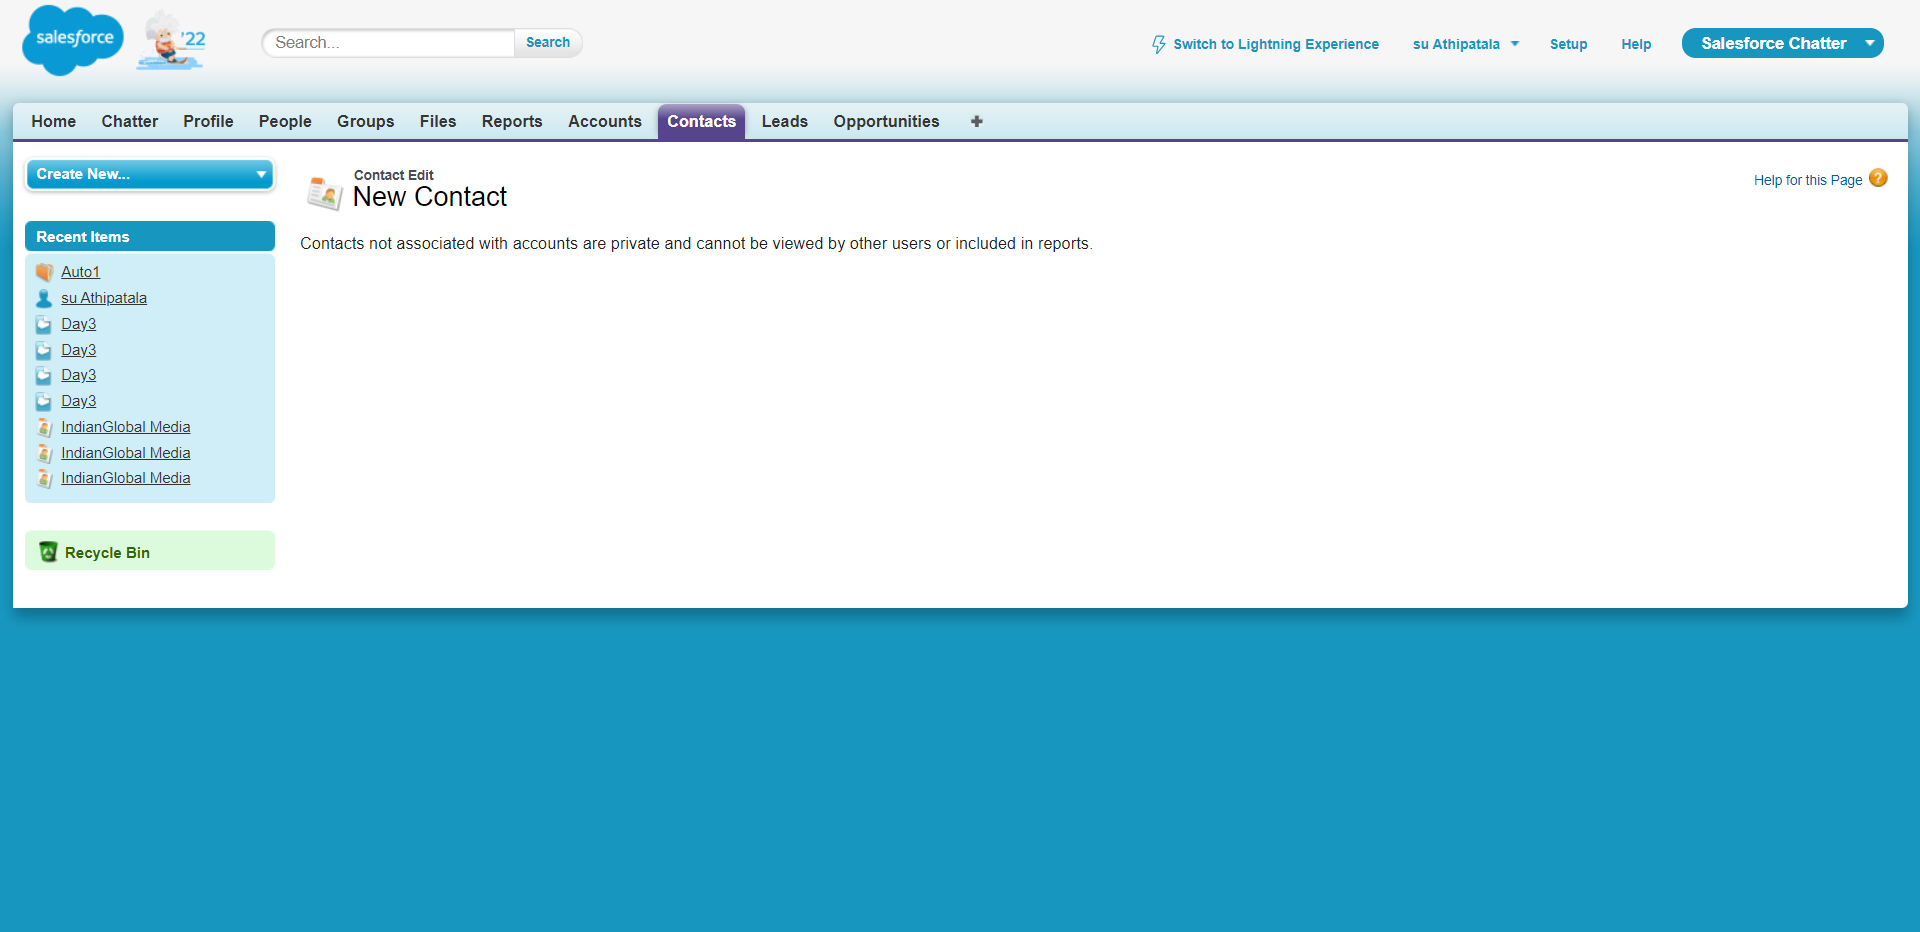 salesforce
'22
Search...
Search
Switch to Lightning Experience
su Athipatala
Setup
Help
Salesforce Chatter
Home
Chatter
Profile
People
Groups
Files
Reports
Accounts
Contacts
Leads
Opportunities
+
Create New...
Recent Items
Auto1
su Athipatala
Day3
Day3
Day3
Day3
IndianGlobal Media
IndianGlobal Media
IndianGlobal Media
Recycle Bin
Contact Edit
New Contact
Help for this Page ?
Contacts not associated with accounts are private and cannot be viewed by other users or included in reports.